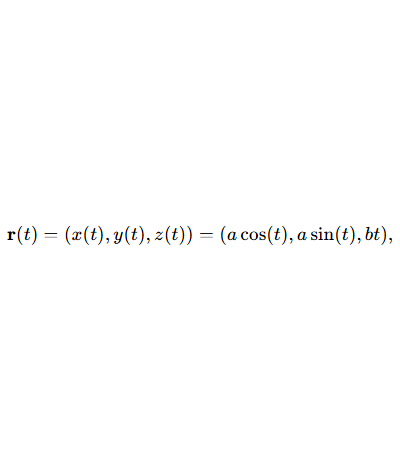 r(t) = (x(t), y(t), z(t)) = (a cos(t), a sin(t), bt),